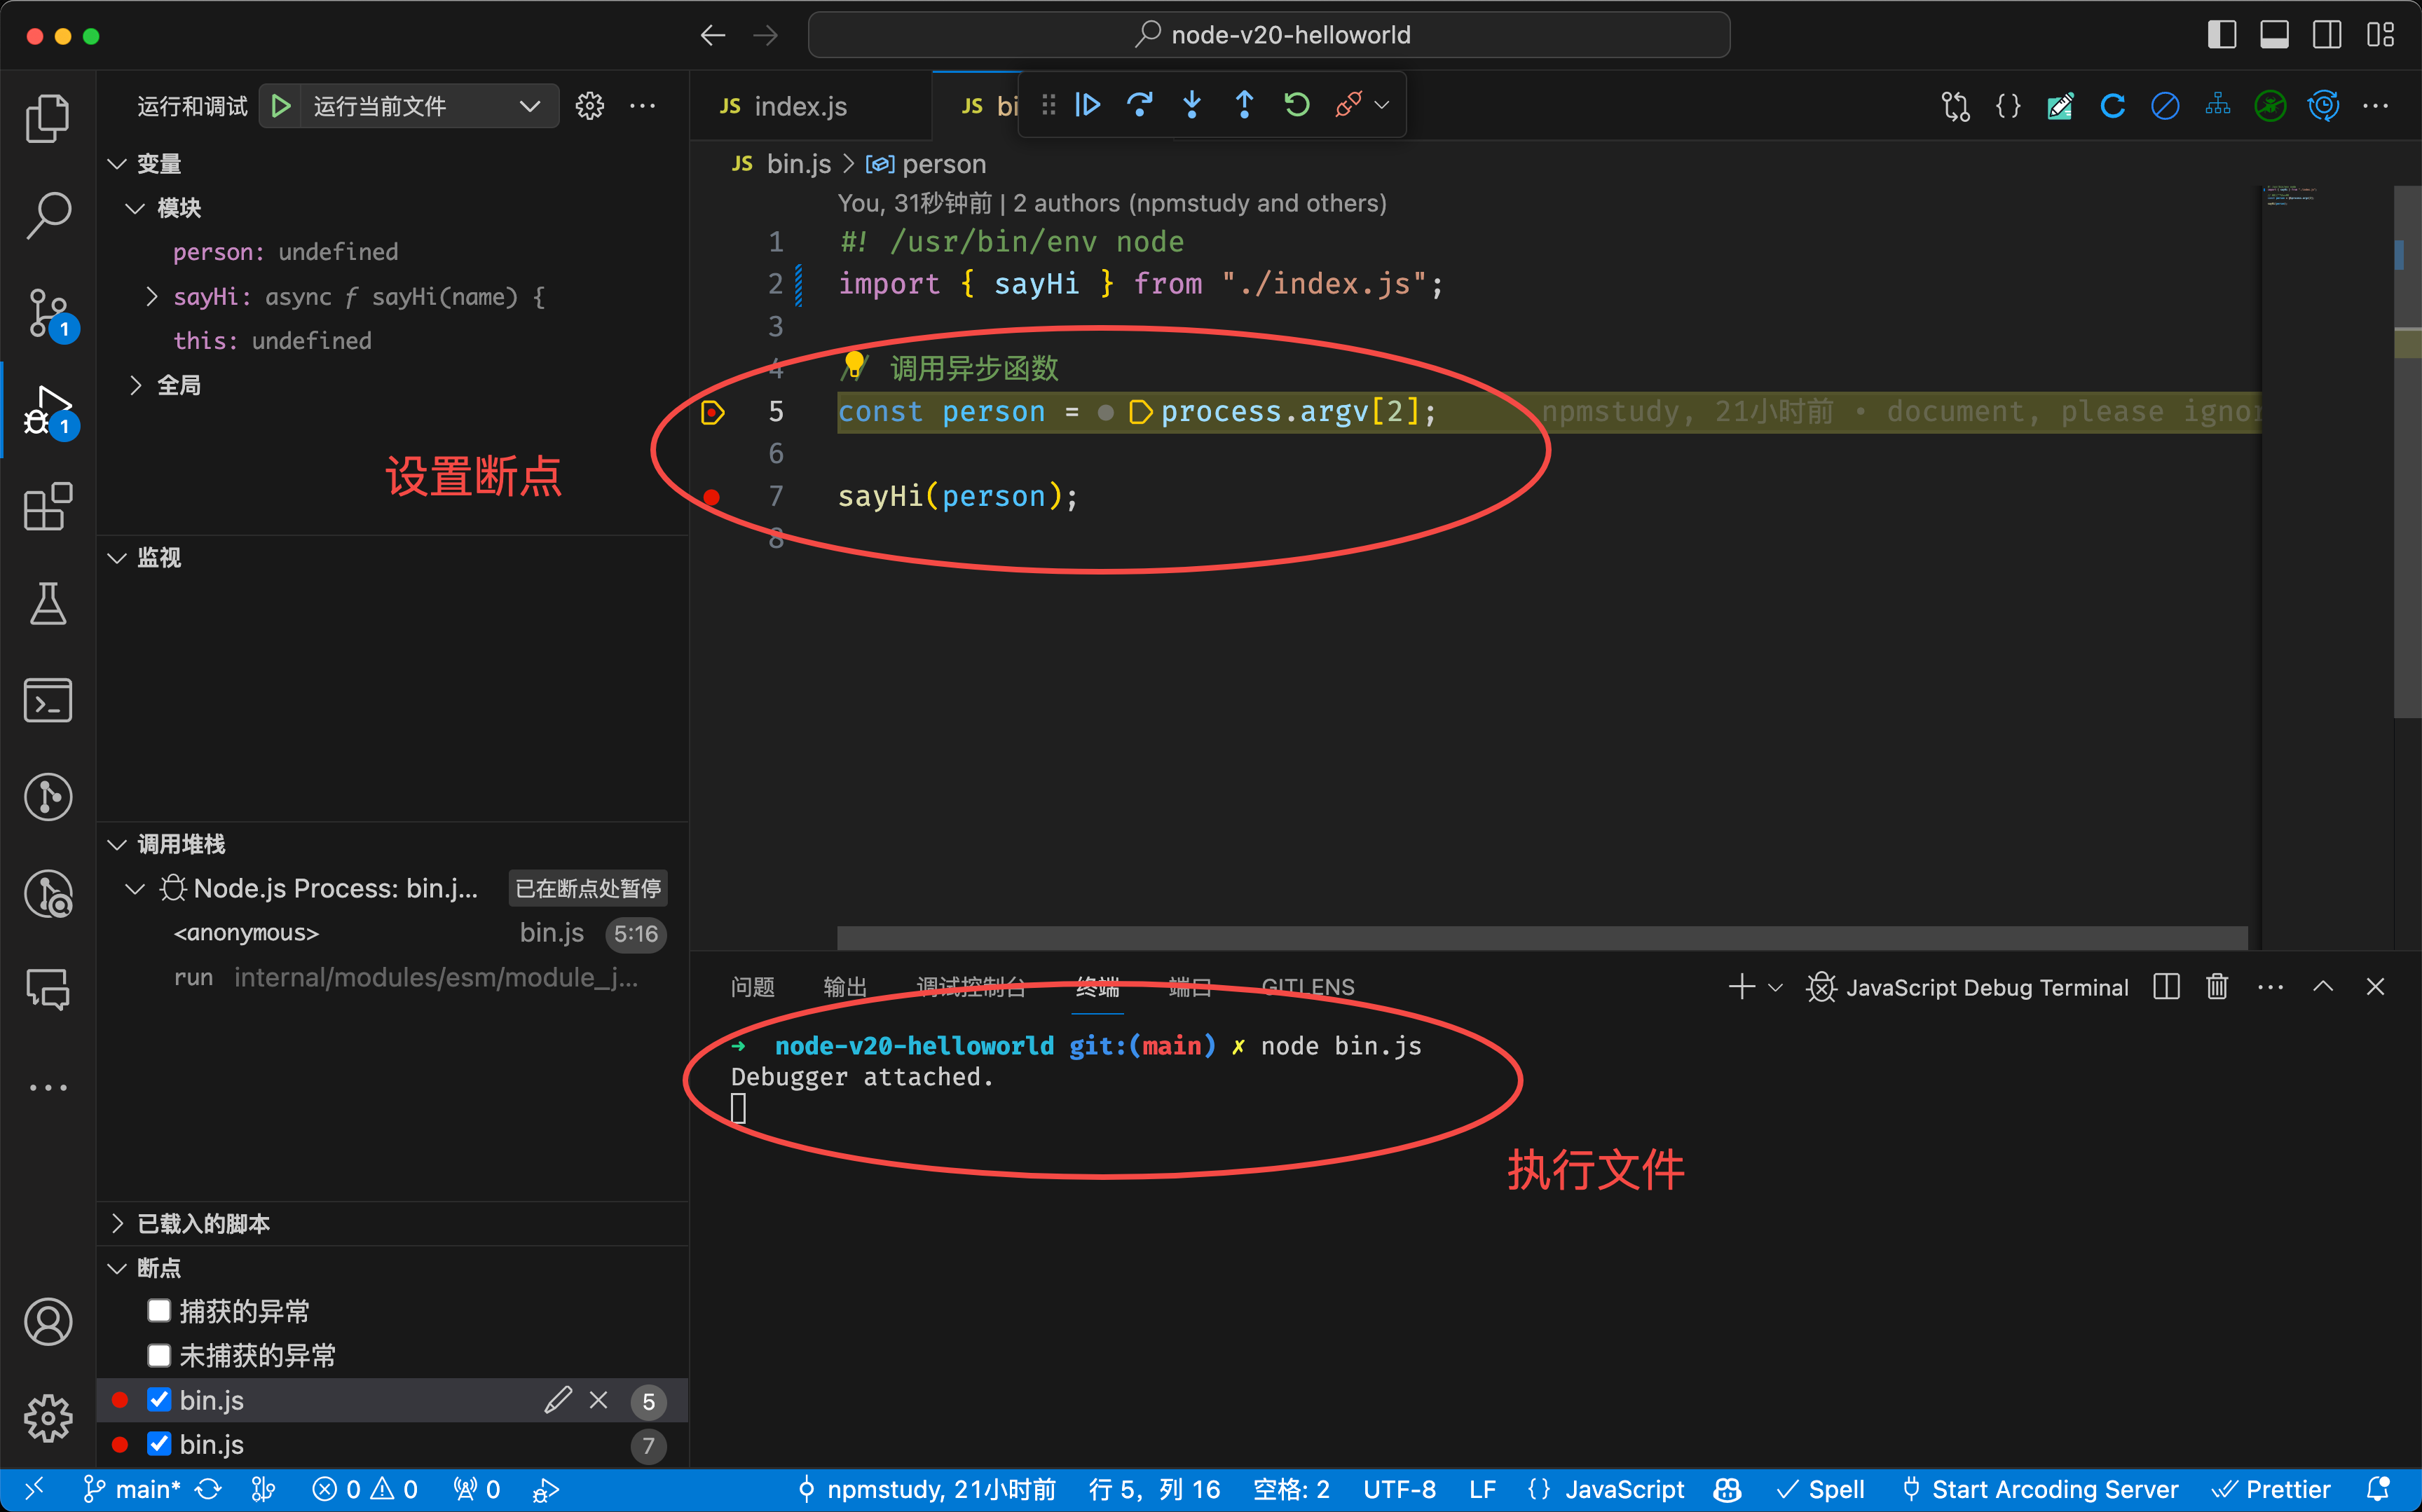 node-v20-helloworld
运行和调试
运行当前文件
变量
模块
person: undefined
sayHi: async ƒ sayHi(name) {
this: undefined
全局
监视
调用堆栈
Node.js Process: bin.j...
已在断点处暂停
<anonymous>
bin.js
5:16
run internal/modules/esm/module_j...
已载入的脚本
断点
捕获的异常
未捕获的异常
bin.js
5
bin.js
7
1
1
JS index.js
JS bi
JS bin.js > person
You, 31秒钟前 | 2 authors (npmstudy and others)
1 #! /usr/bin/env node
2 import { sayHi } from "./index.js";
3
4 // 调用异步函数
5 const person = process.argv[2]; npmstudy, 21小时前 • document, please ignor
6
7 sayHi(person);
8
设置断点
问题 输出 调试控制台 终端 端口 GITLENS
JavaScript Debug Terminal
→ node-v20-helloworld git:(main) ✗ node bin.js
Debugger attached.
执行文件
main* 0 0 0 npmstudy, 21小时前 行 5，列 16 空格: 2 UTF-8 LF {} JavaScript Spell Start Arcoding Server Prettier